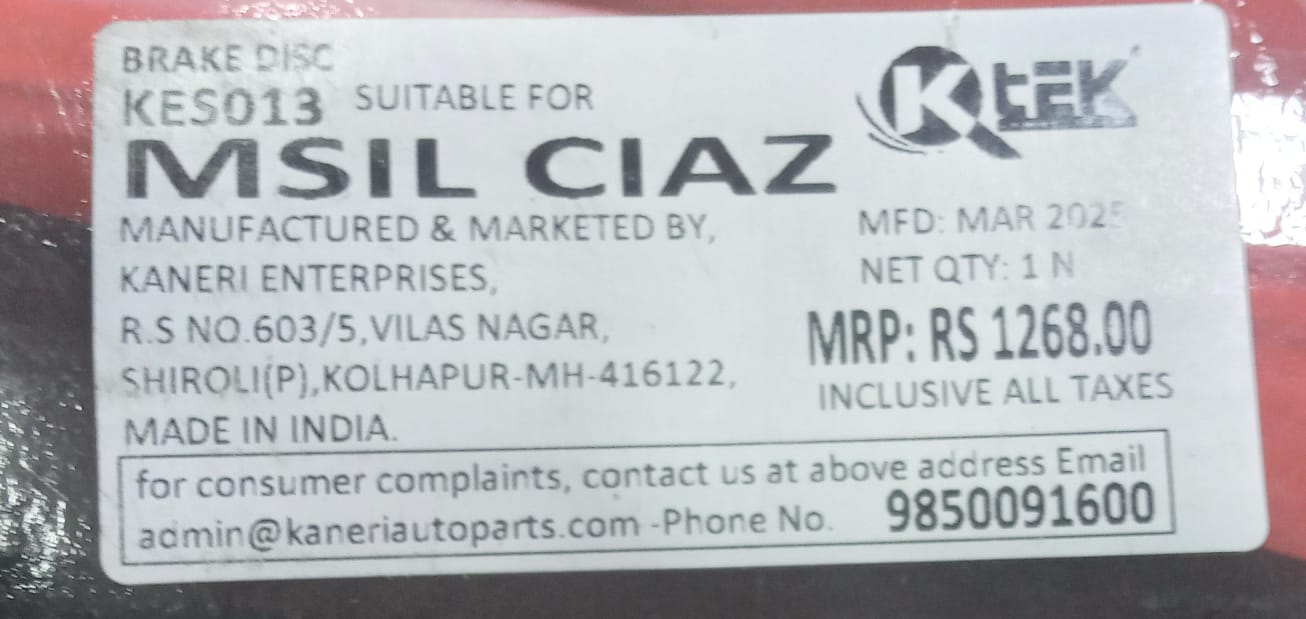 BRAKE DISC
KES013 SUITABLE FOR
MSIL CIAZ
K tEK
MANUFACTURED & MARKETED BY,
KANERI ENTERPRISES,
R.S NO.603/5,VILAS NAGAR,
SHIROLI(P),KOLHAPUR-MH-416122,
MADE IN INDIA.
MFD: MAR 2025
NET QTY: 1 N
MRP: RS 1268.00
INCLUSIVE ALL TAXES
for consumer complaints, contact us at above address Email
admin@kaneriautoparts.com -Phone No. 9850091600